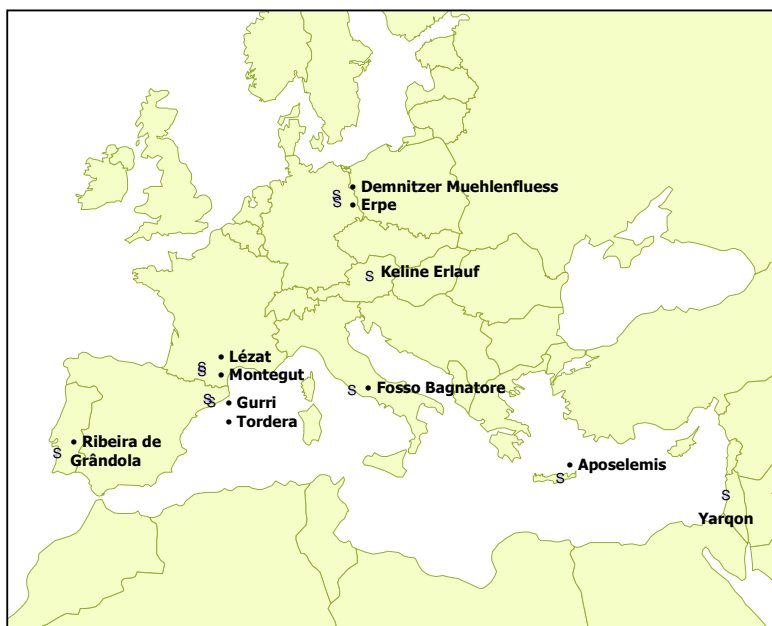 S
• Demnitzer Muehlenfluess
S
• Erpe
S
Keline Erlauf
• Lézat
S
S
• Montegut
S
• Fosso Bagnatore
S
S
• Gurri
• Tordera
• Ribeira de
Grândola
S
• Aposelemis
S
S
Yarqon